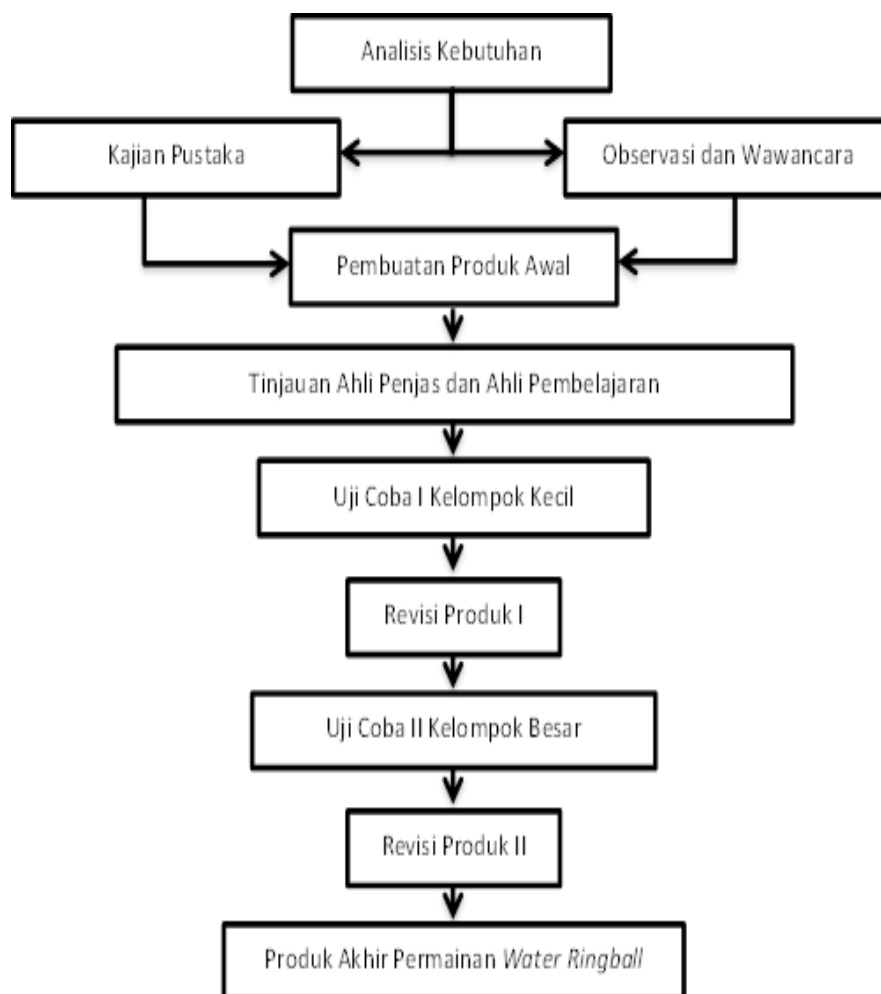 Analisis Kebutuhan
Kajian Pustaka
Observasi dan Wawancara
Pembuatan Produk Awal
Tinjauan Ahli Penjas dan Ahli Pembelajaran
Uji Coba I Kelompok Kecil
Revisi Produk I
Uji Coba II Kelompok Besar
Revisi Produk II
Produk Akhir Permainan Water Ringball